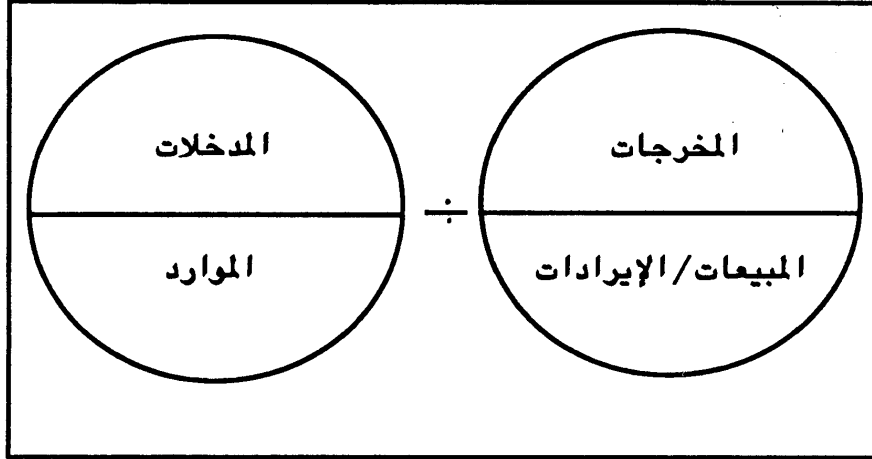 المخرجات
المبيعات/الإيرادات
÷
المدخلات
الموارد